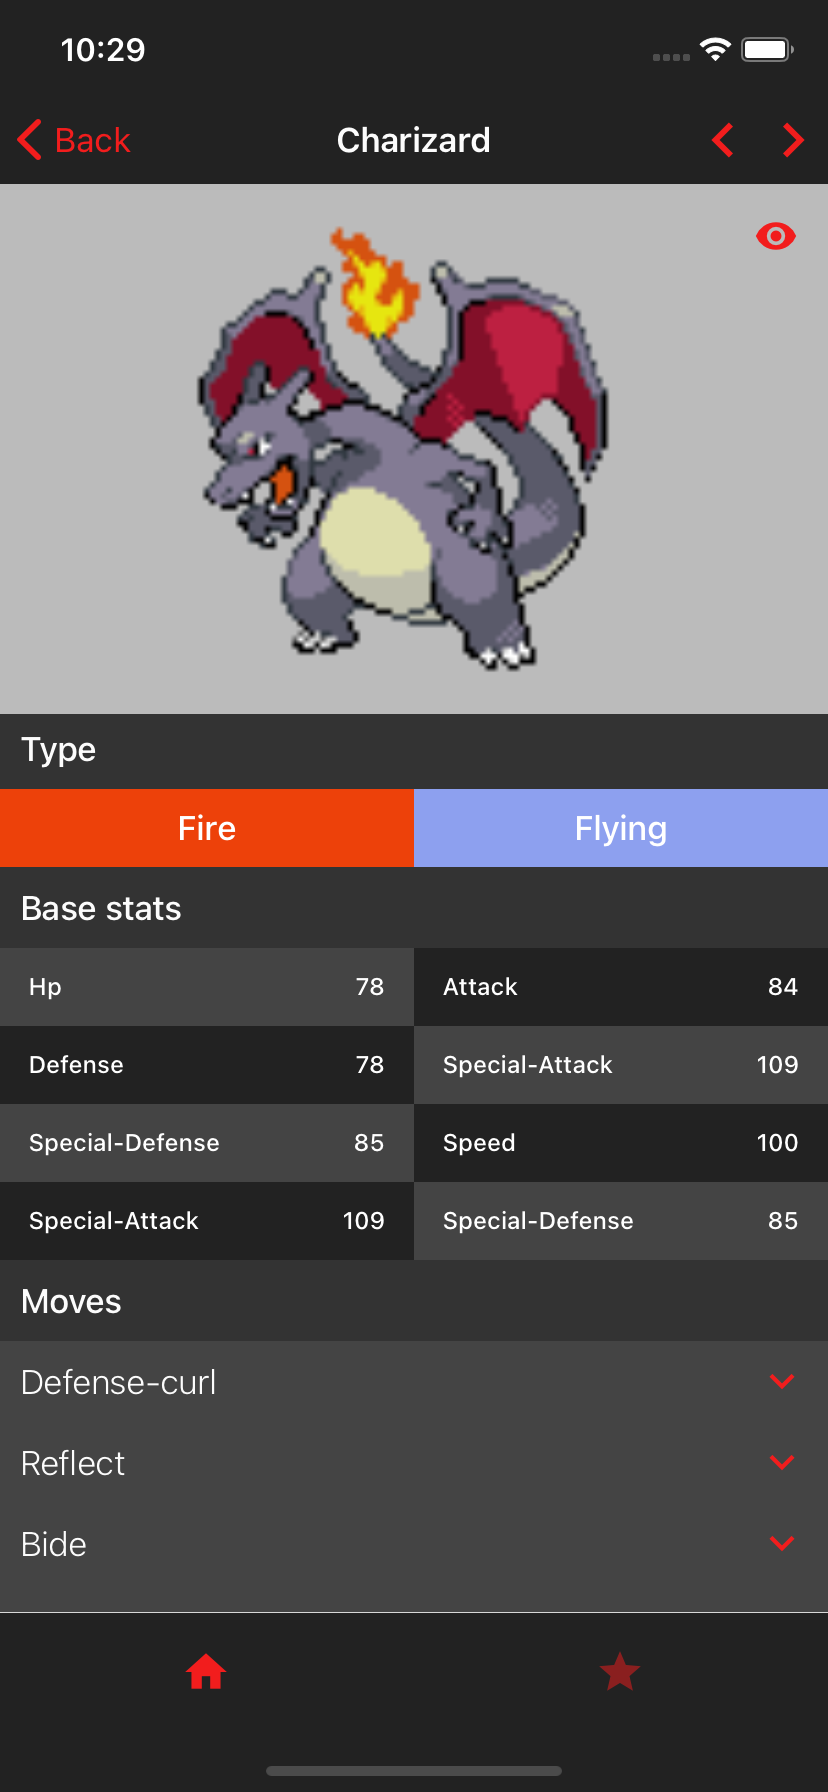 10:29
Back Charizard
Type
Fire Flying
Base stats
Hp 78 Attack 84
Defense 78 Special-Attack 109
Special-Defense 85 Speed 100
Special-Attack 109 Special-Defense 85
Moves
Defense-curl
Reflect
Bide